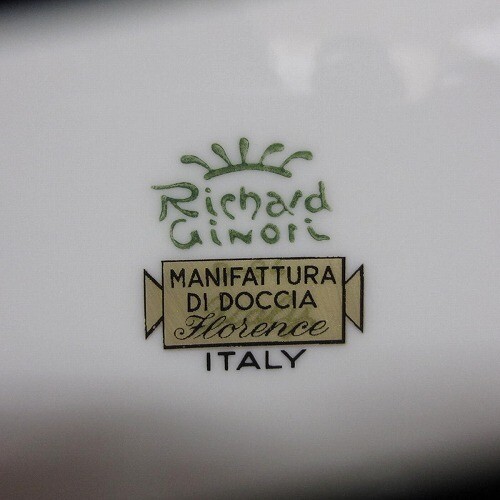 Richard
Ginori
MANIFATTURA
DI DOCCIA
Florence
ITALY